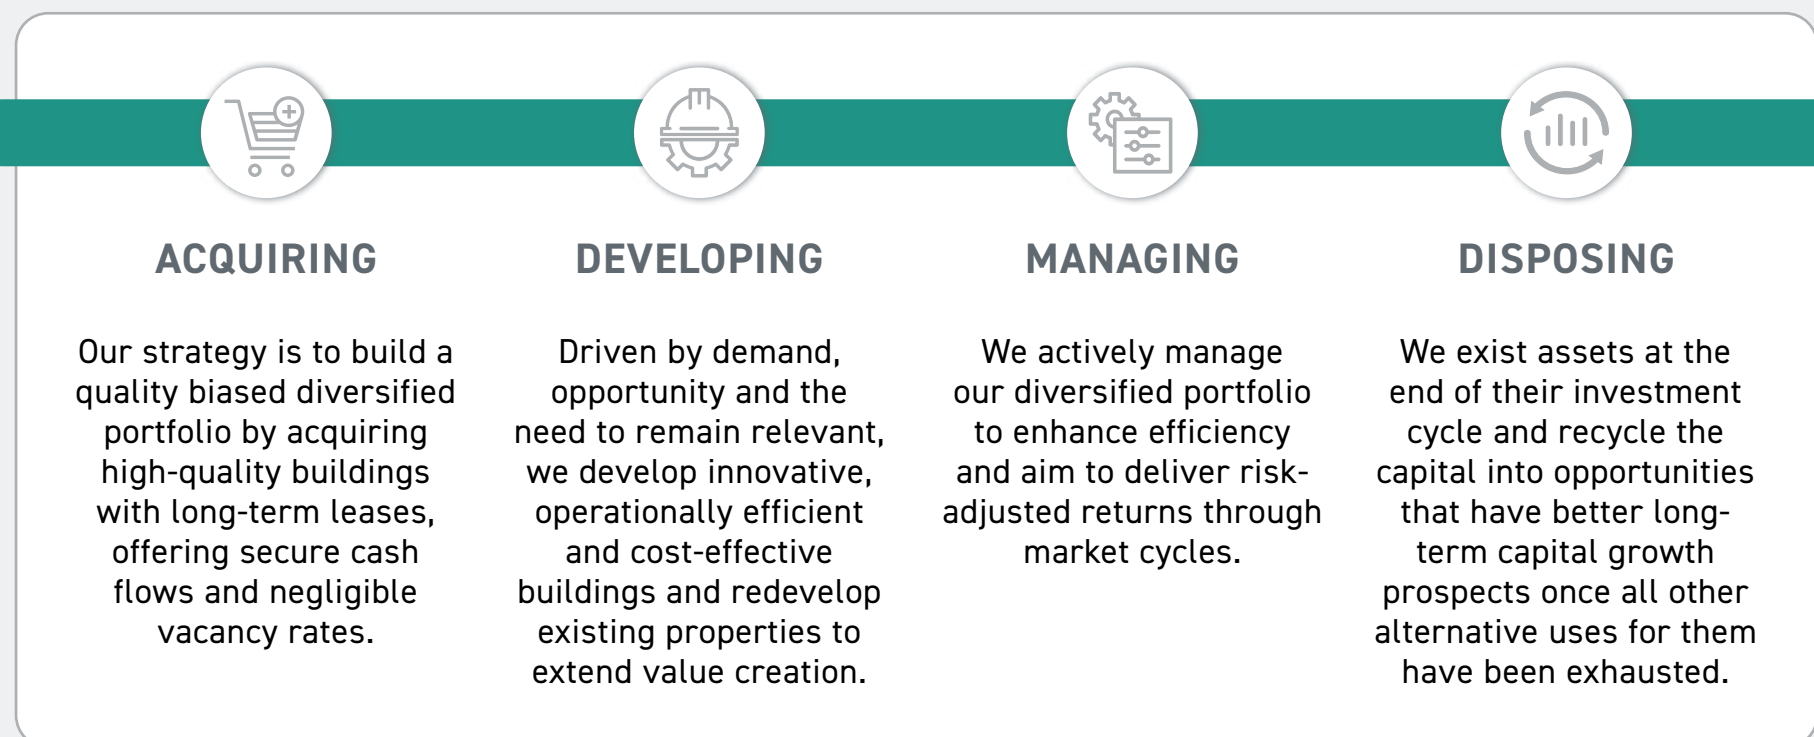 ACQUIRING
Our strategy is to build a
quality biased diversified
portfolio by acquiring
high-quality buildings
with long-term leases,
offering secure cash
flows and negligible
vacancy rates.
DEVELOPING
Driven by demand,
opportunity and the
need to remain relevant,
we develop innovative,
operationally efficient
and cost-effective
buildings and redevelop
existing properties to
extend value creation.
MANAGING
We actively manage
our diversified portfolio
to enhance efficiency
and aim to deliver risk-
adjusted returns through
market cycles.
DISPOSING
We exist assets at the
end of their investment
cycle and recycle the
capital into opportunities
that have better long-
term capital growth
prospects once all other
alternative uses for them
have been exhausted.